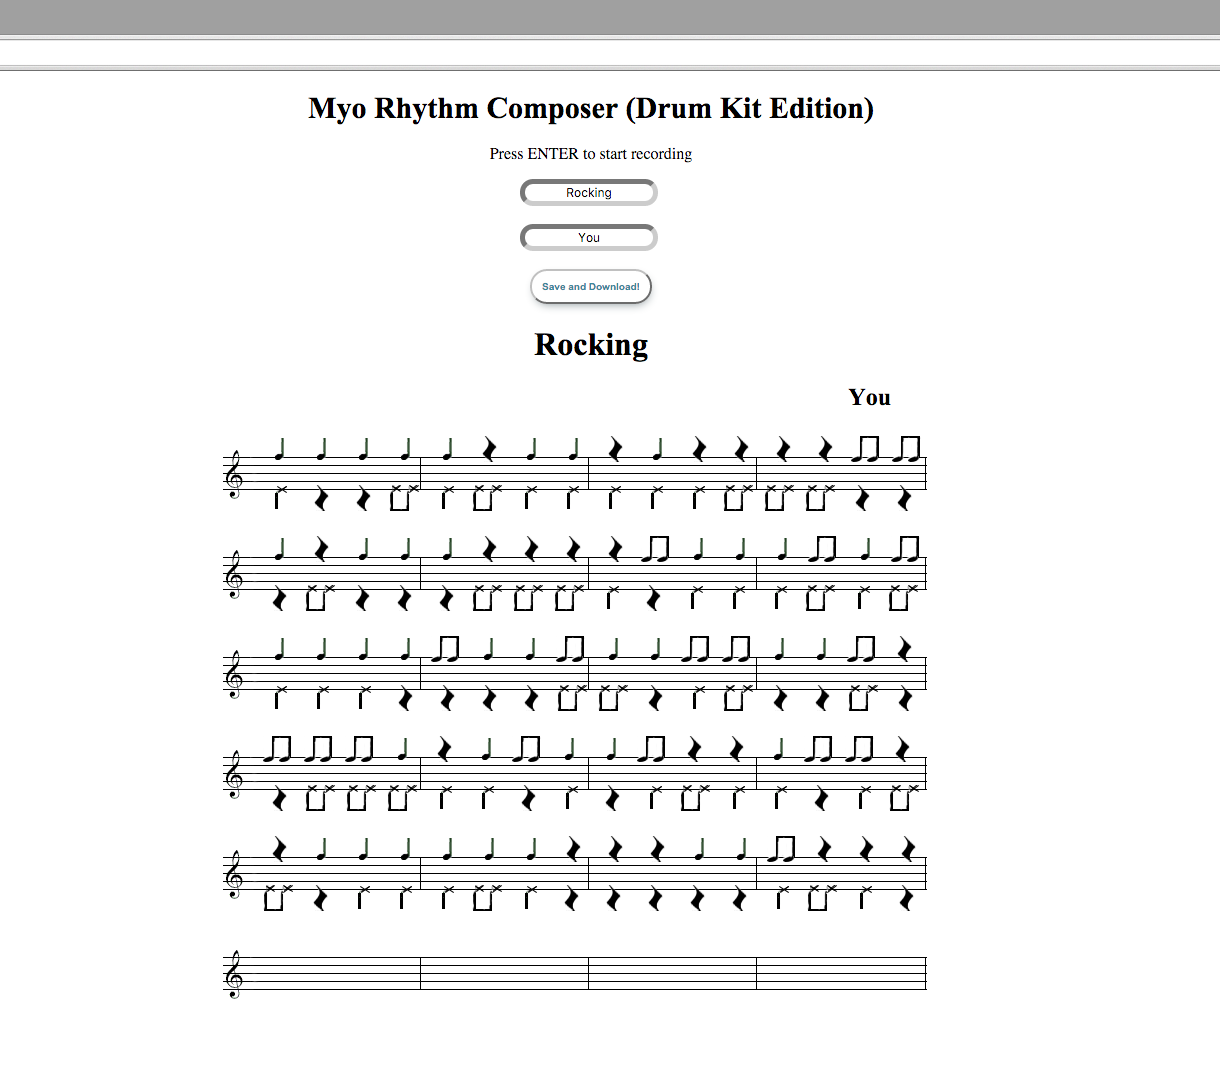 Myo Rhythm Composer (Drum Kit Edition)
Press ENTER to start recording
Rocking
You
Save and Download!
Rocking
You